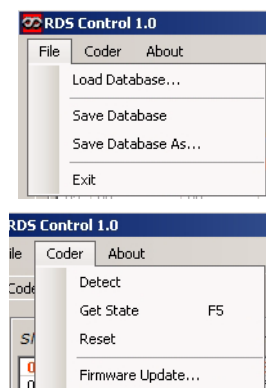 RDS Control 1.0
File Coder About
Load Database...
Save Database
Save Database As...
Exit
RDS Control 1.0
ile Coder About
Code
Detect
Get State F5
Reset
Firmware Update...